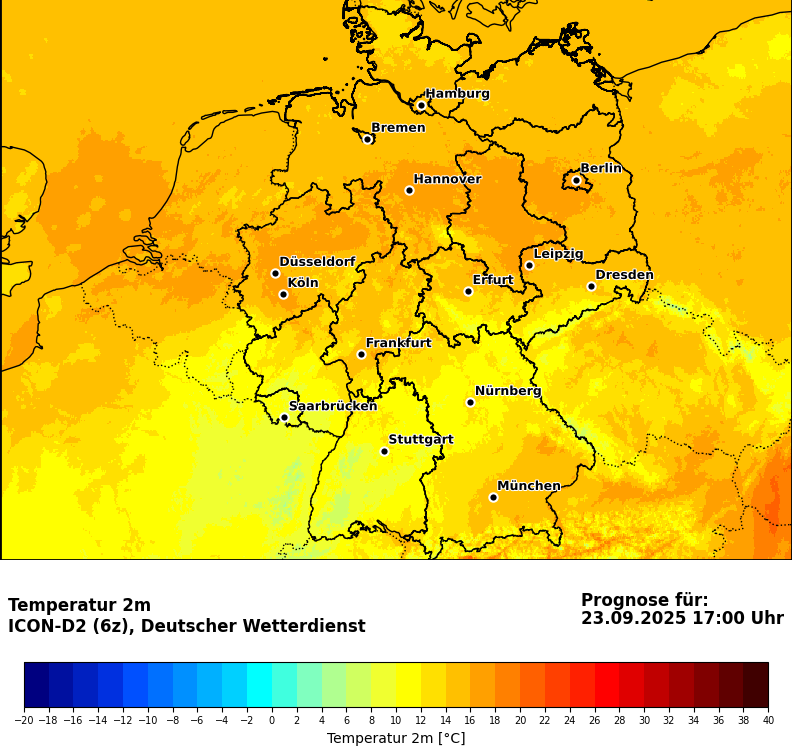 Hamburg
Bremen
Berlin
Hannover
Leipzig
Düsseldorf
Dresden
Köln
Erfurt
Frankfurt
Nürnberg
Saarbrücken
Stuttgart
München
Temperatur 2m
ICON-D2 (6z), Deutscher Wetterdienst
Prognose für:
23.09.2025 17:00 Uhr
−20 −18 −16 −14 −12 −10 −8 −6 −4 −2 0 2 4 6 8 10 12 14 16 18 20 22 24 26 28 30 32 34 36 38 40
Temperatur 2m [°C]